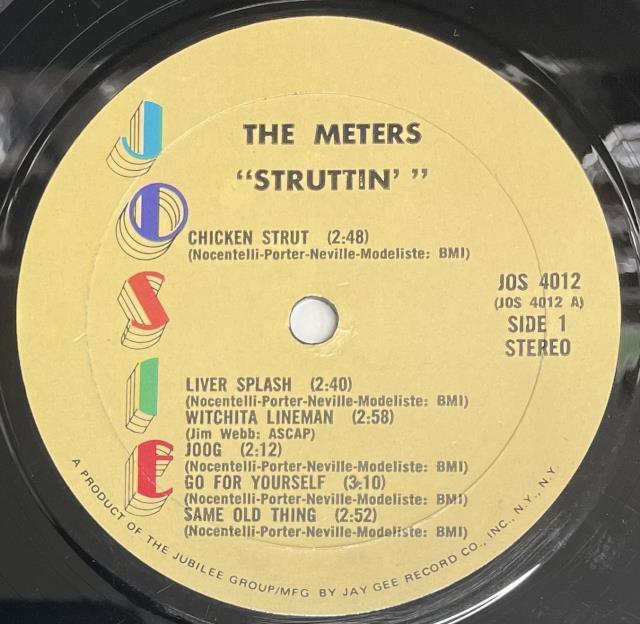 THE METERS
"STRUTTIN' "
JOSIE
CHICKEN STRUT (2:48)
(Nocentelli-Porter-Neville-Modeliste: BMI)
JOS 4012
(JOS 4012 A)
SIDE 1
STEREO
LIVER SPLASH (2:40)
(Nocentelli-Porter-Neville-Modeliste: BMI)
WITCHITA LINEMAN (2:58)
(Jim Webb: ASCAP)
JOOG (2:12)
(Nocentelli-Porter-Neville-Modeliste: BMI)
GO FOR YOURSELF (3:10)
(Nocentelli-Porter-Neville-Modeliste: BMI)
SAME OLD THING (2:52)
(Nocentelli-Porter-Neville-Modeliste: BMI)
A PRODUCT OF THE JUBILEE GROUP/MFG BY JAY GEE RECORD CO., INC., N.Y., N.Y.